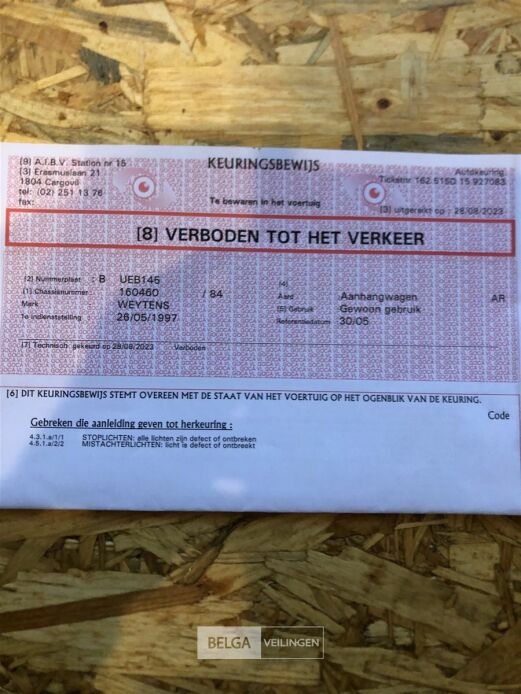 KEURINGSBEWIJS
[9] A.I.B.V. Station nr 15
[3] Erasmuslaan 21
1804 Cargovil
tel: (02) 251 13 76
fax:
Te bewaren in het voertuig
Autokeuring
Ticketnr 162 5150 15 927083
[3] uitgereikt op : 28/08/2023
[8] VERBODEN TOT HET VERKEER
[2] Nummerplaat : B UEB145
[1] Chassisnummer : 160460 / 84
Merk WEYTENS
1e indienststelling : 26/05/1997
[4]
Aard Aanhangwagen AR
[5] Gebruik Gewoon gebruik
Referentiedatum 30/05
[7] Technisch gekeurd op 28/08/2023 Verboden
[6] DIT KEURINGSBEWIJS STEMT OVEREEN MET DE STAAT VAN HET VOERTUIG OP HET OGENBLIK VAN DE KEURING.
Code
Gebreken die aanleiding geven tot herkeuring :
4.3.1.a/1/1 STOPLICHTEN: alle lichten zijn defect of ontbreken
4.5.1.a/2/2 MISTACHTERLICHTEN: licht is defect of ontbreekt
BELGA VEILINGEN